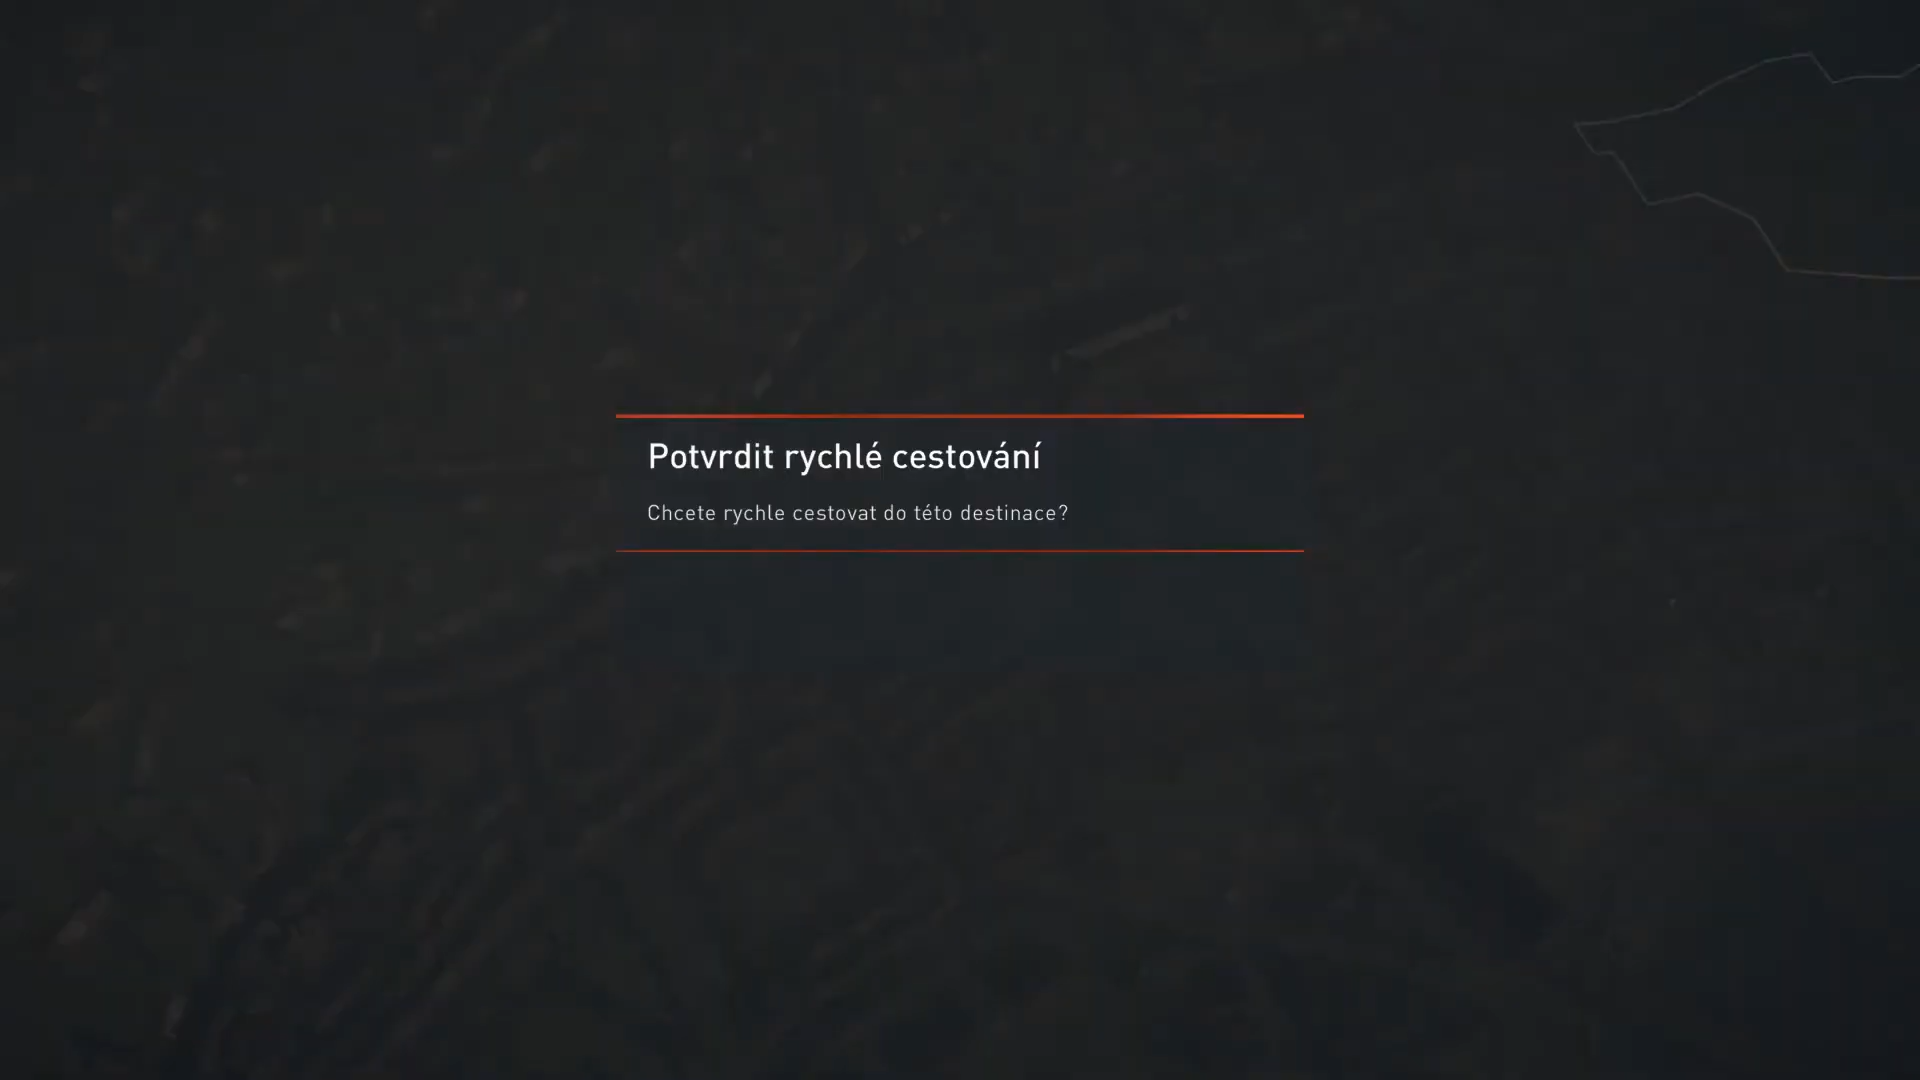 Potvrdit rychlé cestování
Chcete rychle cestovat do této destinace?